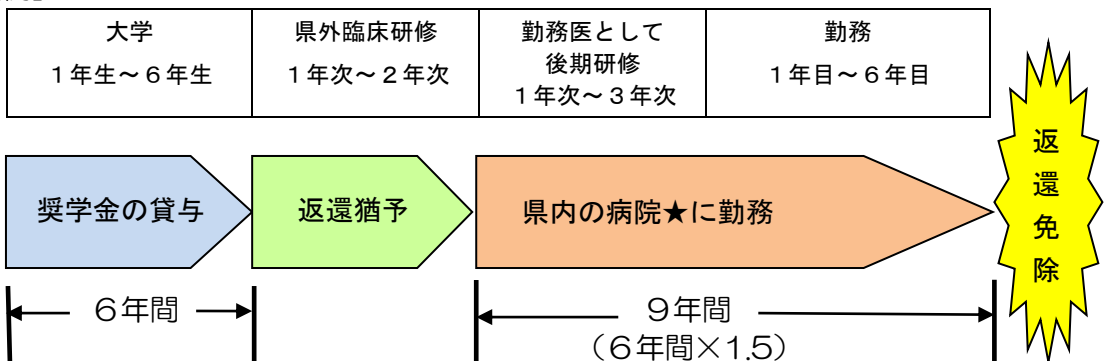 大学
１年生～６年生
県外臨床研修
１年次～２年次
勤務医として
後期研修
１年次～３年次
勤務
１年目～６年目
奨学金の貸与
返還猶予
県内の病院★に勤務
返還免除
６年間
９年間
（６年間×1.5）